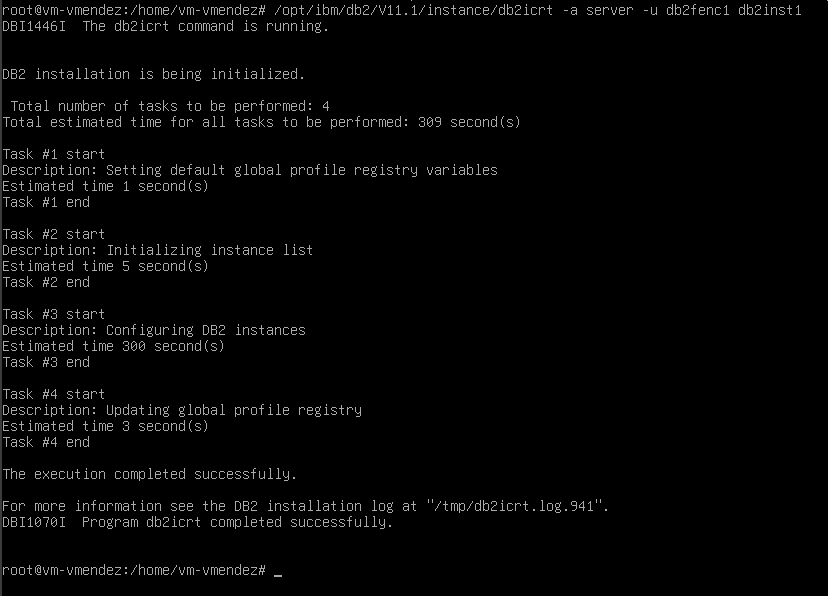 root@vm-vmendez:/home/vm-vmendez# /opt/ibm/db2/V11.1/instance/db2icrt -a server -u db2fenc1 db2inst1
DBI1446I  The db2icrt command is running.
DB2 installation is being initialized.
Total number of tasks to be performed: 4
Total estimated time for all tasks to be performed: 309 second(s)
Task #1 start
Description: Setting default global profile registry variables
Estimated time 1 second(s)
Task #1 end
Task #2 start
Description: Initializing instance list
Estimated time 5 second(s)
Task #2 end
Task #3 start
Description: Configuring DB2 instances
Estimated time 300 second(s)
Task #3 end
Task #4 start
Description: Updating global profile registry
Estimated time 3 second(s)
Task #4 end
The execution completed successfully.
For more information see the DB2 installation log at "/tmp/db2icrt.log.941".
DBI1070I  Program db2icrt completed successfully.
root@vm-vmendez:/home/vm-vmendez# _